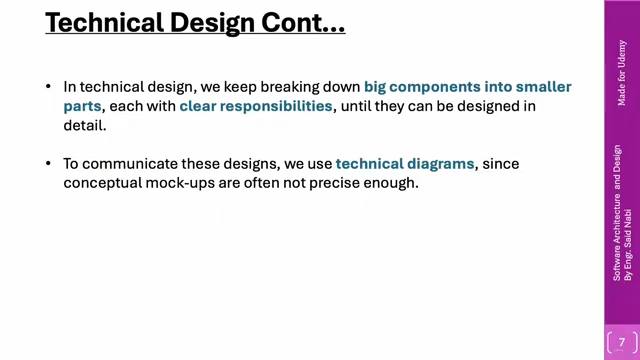 Technical Design Cont...
• In technical design, we keep breaking down big components into smaller
parts, each with clear responsibilities, until they can be designed in
detail.
• To communicate these designs, we use technical diagrams, since
conceptual mock-ups are often not precise enough.
Made for Udemy
Software Architecture and Design
By Engr. Said Nabi
7